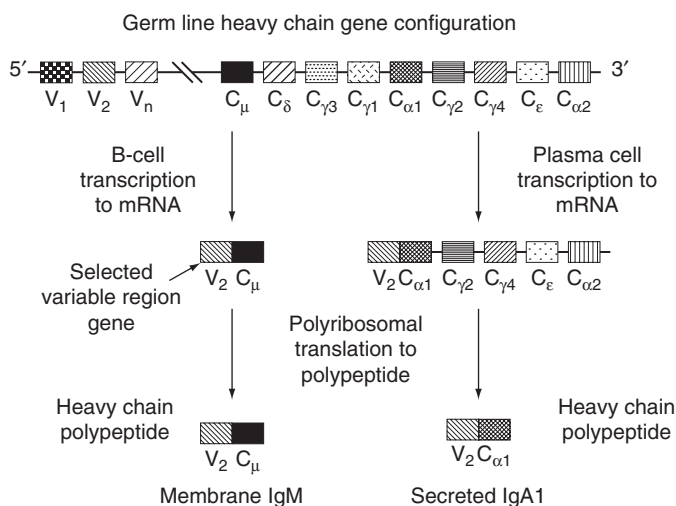 Germ line heavy chain gene configuration
5′ 3′
V₁ V₂ Vₙ Cμ Cδ Cγ3 Cγ1 Cα1 Cγ2 Cγ4 Cε Cα2
B-cell
transcription
to mRNA
Plasma cell
transcription to
mRNA
Selected
variable region
gene
V₂ Cμ
V₂ Cα1 Cγ2 Cγ4 Cε Cα2
Polyribosomal
translation to
polypeptide
Heavy chain
polypeptide
Heavy chain
polypeptide
V₂ Cμ
V₂ Cα1
Membrane IgM
Secreted IgA1